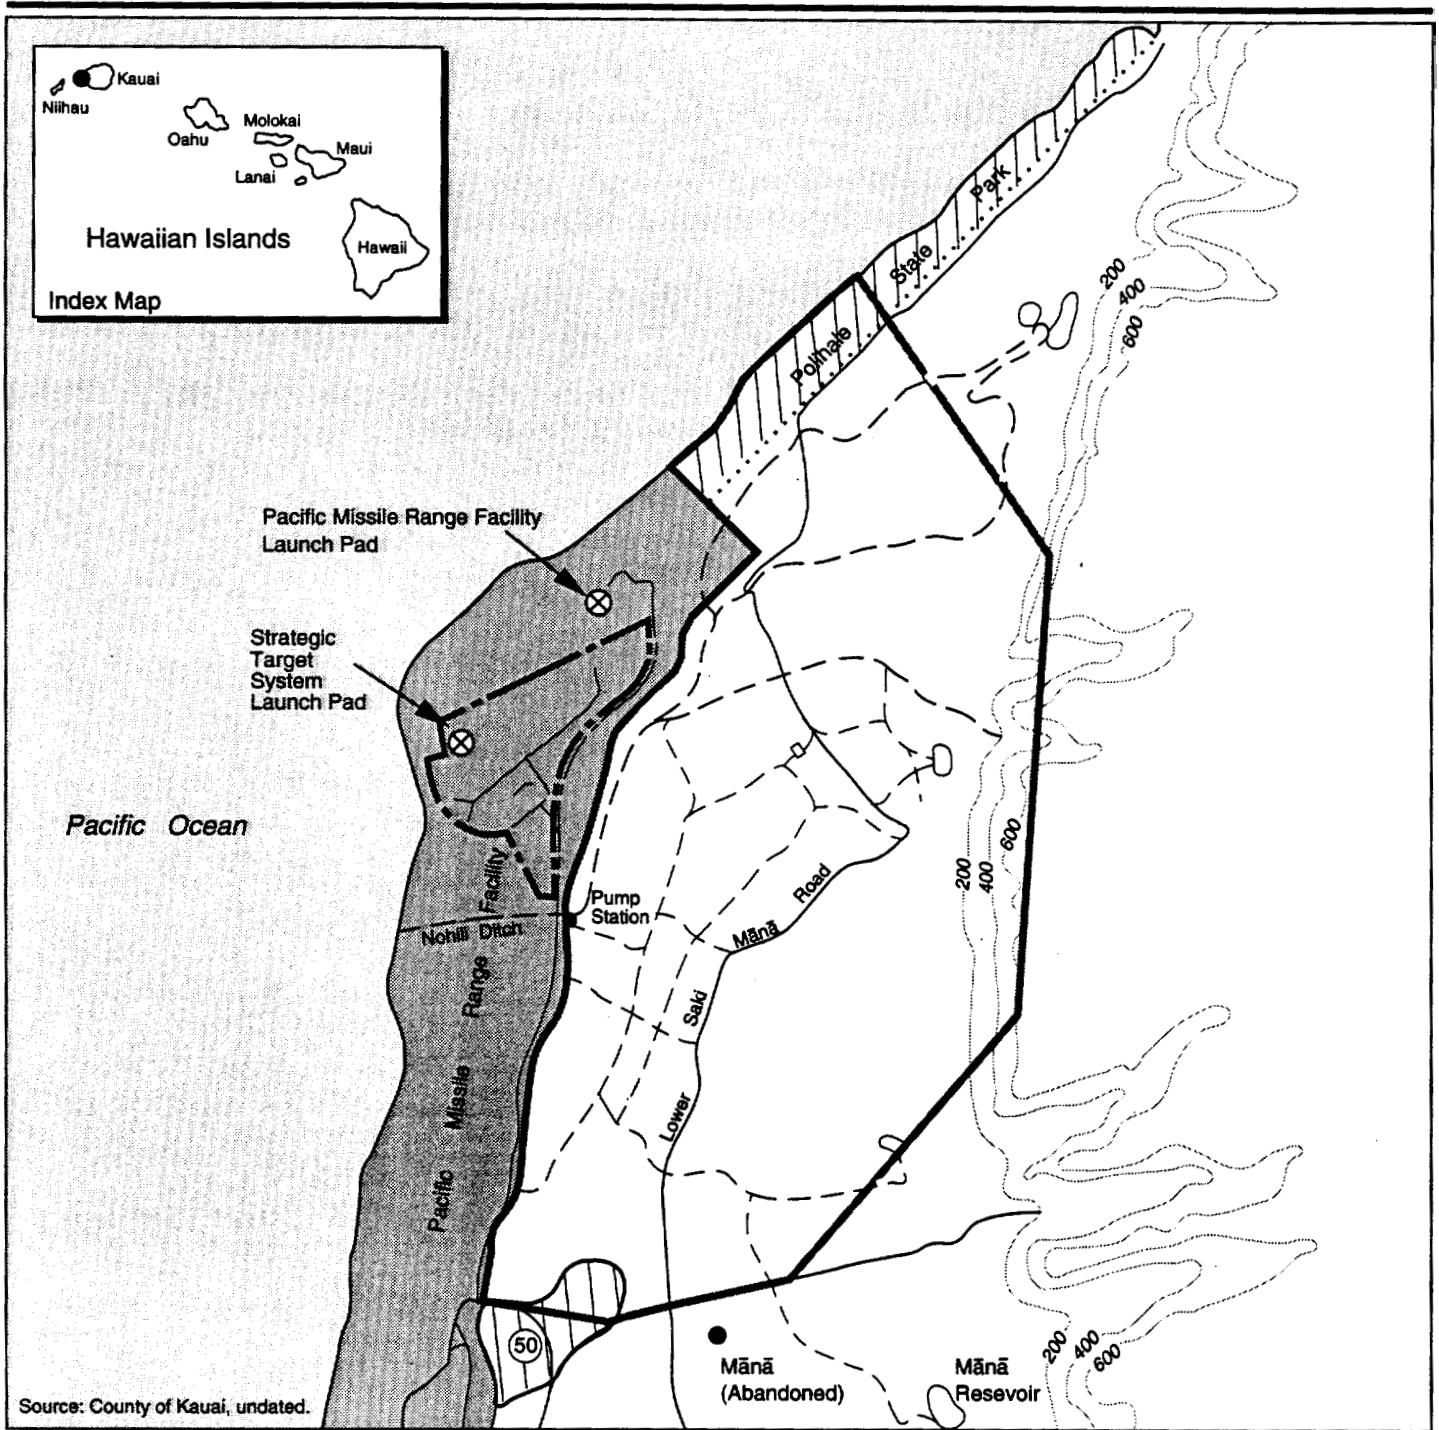 Kauai
Niihau
Oahu
Molokai
Maui
Lanai
Hawaiian Islands
Hawaii
Index Map
Park
State
Polihale
200
400
600
Pacific Missile Range Facility
Launch Pad
Strategic
Target
System
Launch Pad
Pacific Ocean
600
200
400
Pump
Station
Nohili Ditch
Pacific Missile Range Facility
Lower Saki Mānā Road
50
Mānā
(Abandoned)
Mānā
Resevoir
200
400
600
Source: County of Kauai, undated.